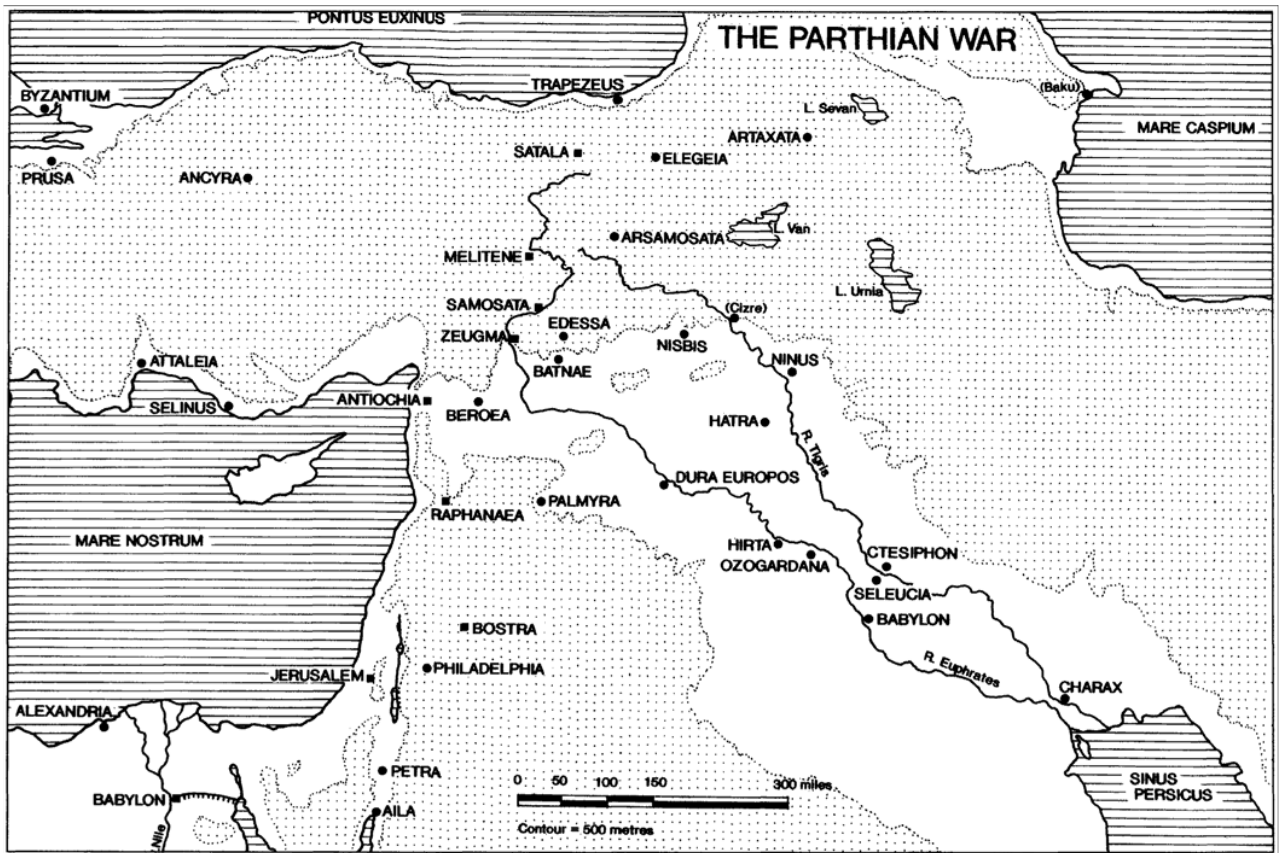 PONTUS EUXINUS
THE PARTHIAN WAR
TRAPEZEUS
BYZANTIUM
(Baku)
L. Sevan
MARE CASPIUM
ARTAXATA
SATALA
ELEGEIA
PRUSA
ANCYRA
ARSAMOSATA
L. Van
MELITENE
L. Urnia
SAMOSATA
(Cizre)
EDESSA
ZEUGMA
NISBIS
ATTALEIA
BATNAE
NINUS
ANTIOCHIA
SELINUS
BEROEA
HATRA
R. Tigris
DURA EUROPOS
RAPHANAEA
PALMYRA
MARE NOSTRUM
HIRTA
OZOGARDANA
CTESIPHON
SELEUCIA
BABYLON
BOSTRA
PHILADELPHIA
JERUSALEM
R. Euphrates
CHARAX
ALEXANDRIA
PETRA
SINUS
PERSICUS
0 50 100 150 300 miles
BABYLON
AILA
Contour = 500 metres
Nile